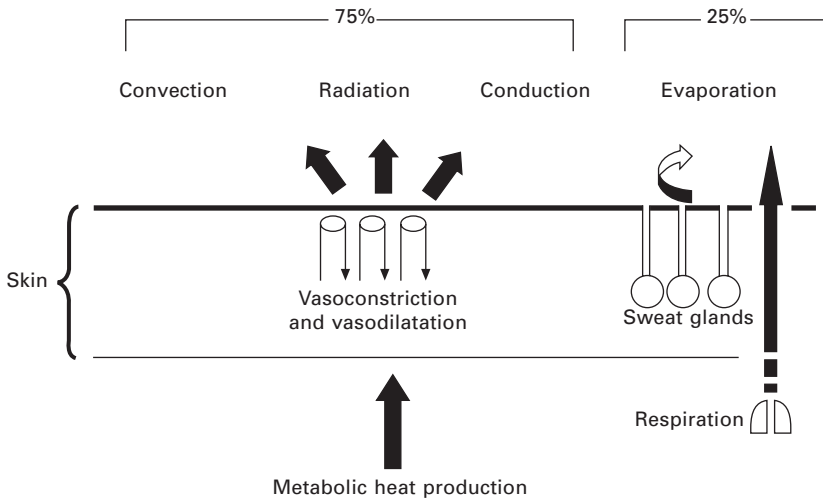 75%
25%
Convection
Radiation
Conduction
Evaporation
Skin
Vasoconstriction
and vasodilatation
Sweat glands
Respiration
Metabolic heat production